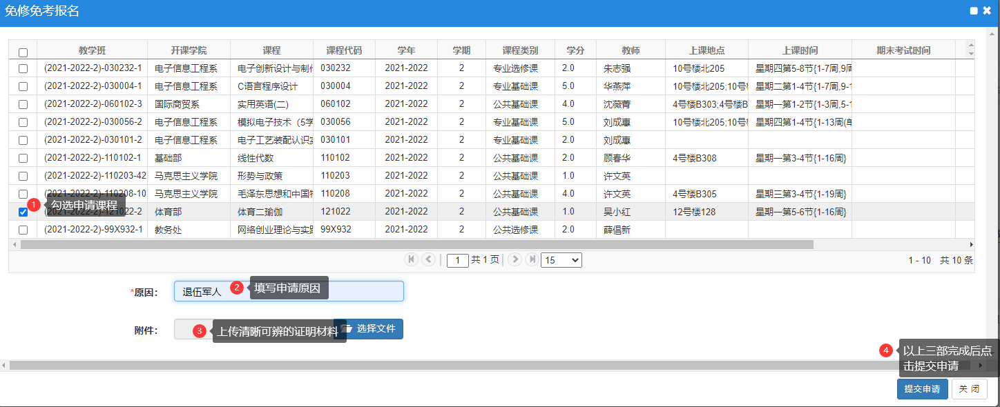 免修免考报名
教学班 开课学院 课程 课程代码 学年 学期 课程类别 学分 教师 上课地点 上课时间 期末考试时间
(2021-2022-2)-030232-1 电子信息工程系 电子创新设计与制作 030232 2021-2022 2 专业选修课 2.0 朱志强 10号楼北205 星期四第5-8节{1-7周,9周
(2021-2022-2)-030004-1 电子信息工程系 C语言程序设计 030004 2021-2022 2 专业基础课 5.0 华燕萍 10号楼北205;10号楼 星期二第1-4节{1-7周,9-1
(2021-2022-2)-060102-3 国际商贸系 实用英语(二) 060102 2021-2022 2 公共基础课 4.0 沈薇菁 4号楼B303;4号楼B 星期一第1-2节{1-3周,5-1
(2021-2022-2)-030056-2 电子信息工程系 模拟电子技术（5学 030056 2021-2022 2 专业基础课 5.0 刘成惠 10号楼北205;10号楼 星期四第1-4节{1-13周(单
(2021-2022-2)-030101-2 电子信息工程系 电子工艺装配认识实 030101 2021-2022 2 专业基础课 2.0 刘成惠
(2021-2022-2)-110102-1 基础部 线性代数 110102 2021-2022 2 公共基础课 2.0 顾春华 4号楼B308 星期一第3-4节{1-16周}
(2021-2022-2)-110203-42 马克思主义学院 形势与政策 110203 2021-2022 2 公共基础课 1.0 许文英
(2021-2022-2)-110208-10 马克思主义学院 毛泽东思想和中国特 110208 2021-2022 2 公共基础课 4.0 许文英 4号楼B305 星期三第3-4节{1-19周}
1 勾选申请课程
(2021-2022-2)-121022-2 体育部 体育二瑜伽 121022 2021-2022 2 公共基础课 1.0 吴小红 12号楼128 星期一第5-6节{1-16周}
(2021-2022-2)-99X932-1 教务处 网络创业理论与实践 99X932 2021-2022 2 公共选修课 2.0 薛倡新
1 共 1 页 15 1 - 10 共 10 条
*原因： 退伍军人 2 填写申请原因
附件： 3 上传清晰可辨的证明材料 选择文件
4 以上三部完成后点
击提交申请
提交申请 关 闭